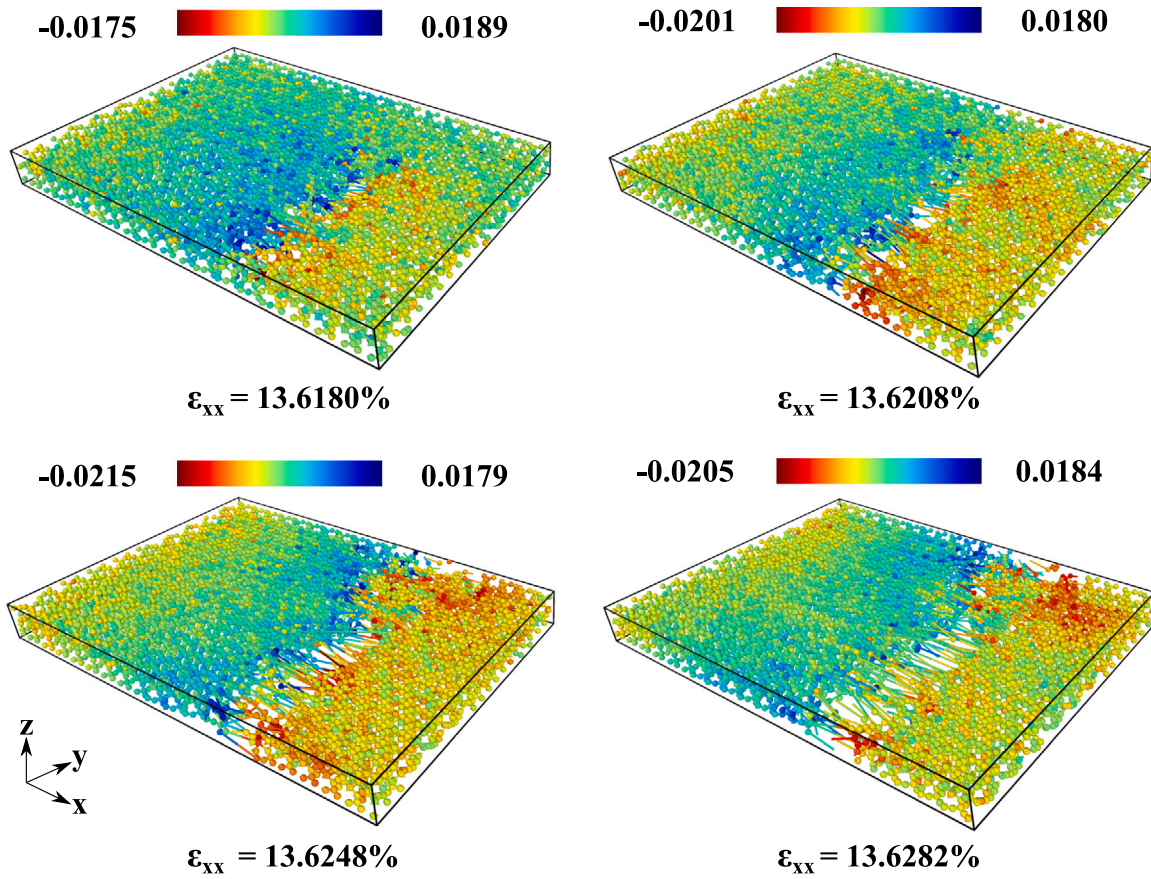 -0.0175 0.0189
-0.0201 0.0180
εxx = 13.6180%
εxx = 13.6208%
-0.0215 0.0179
-0.0205 0.0184
z
y
x
εxx = 13.6248%
εxx = 13.6282%